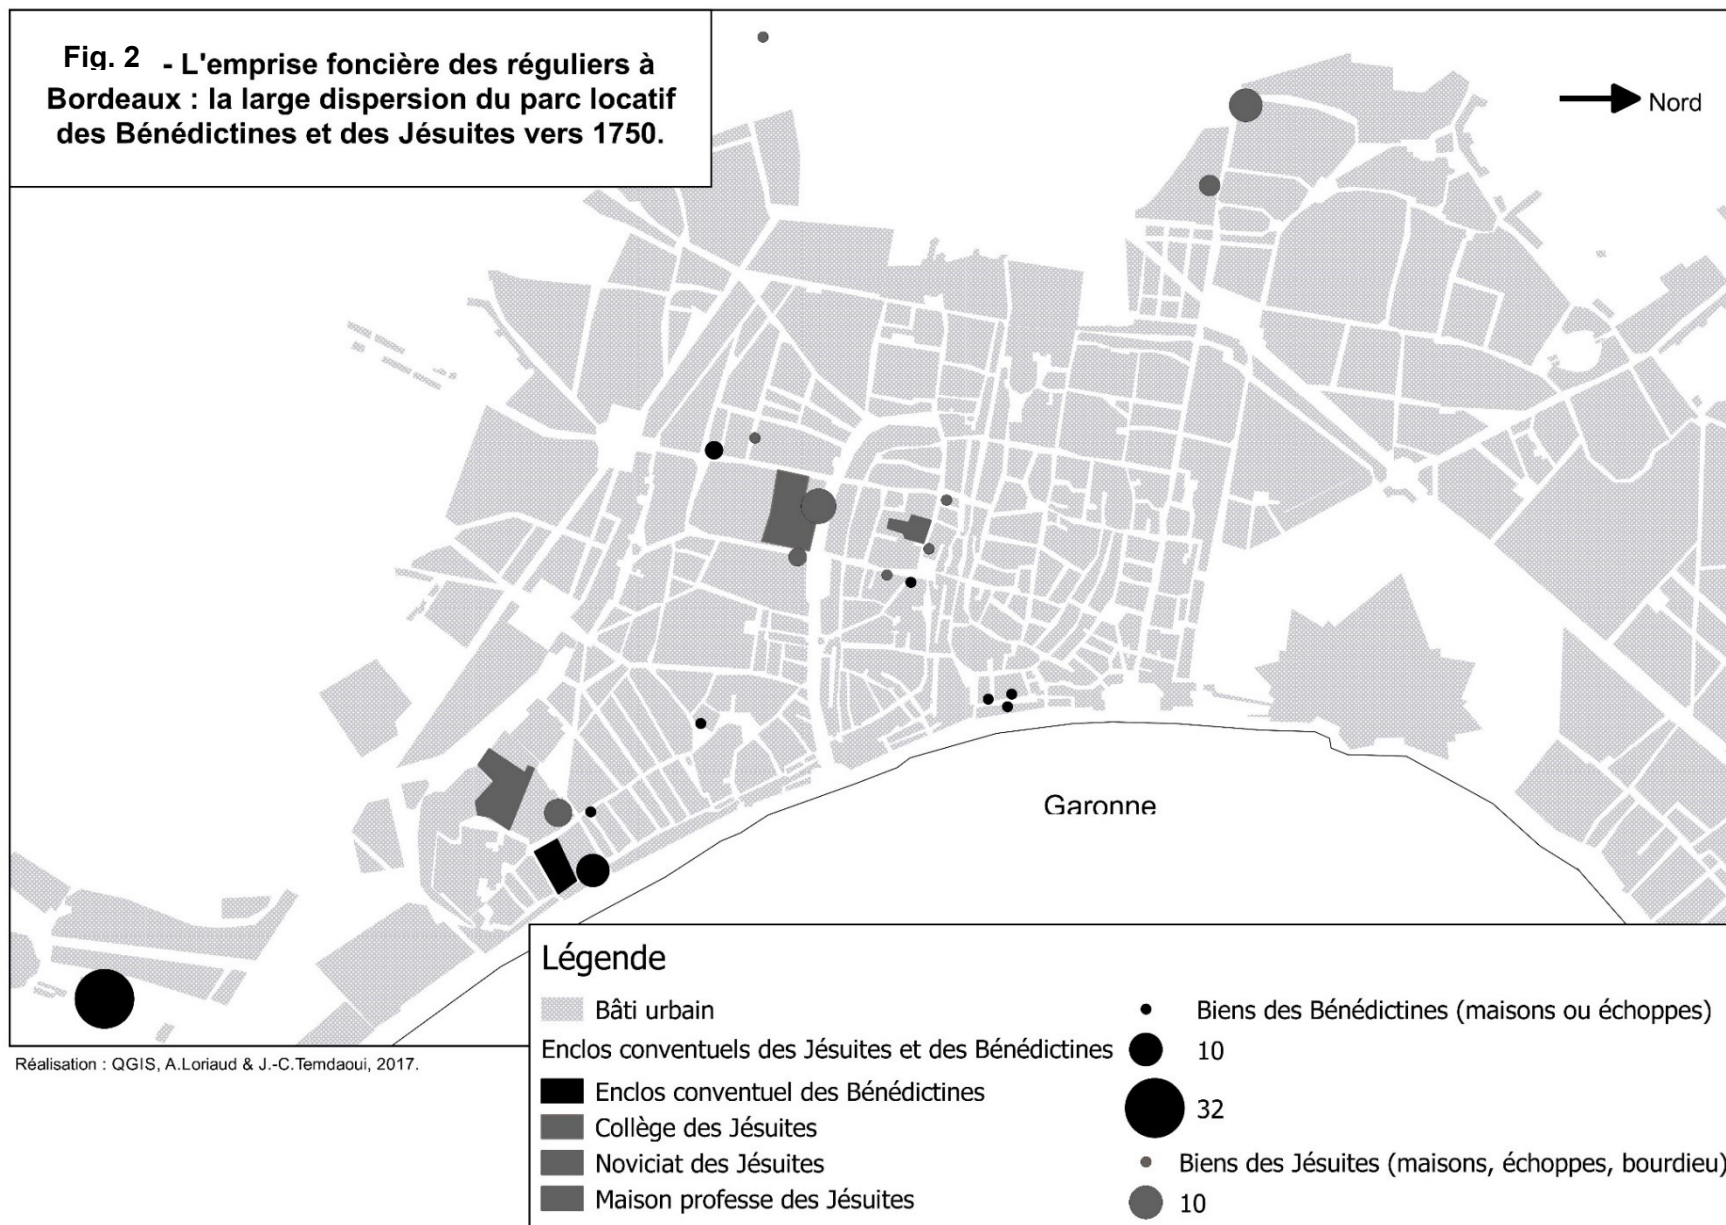 Fig. 2 - L'emprise foncière des réguliers à
Bordeaux : la large dispersion du parc locatif
des Bénédictines et des Jésuites vers 1750.
Nord
Garonne
Légende
Bâti urbain
Enclos conventuels des Jésuites et des Bénédictines
Enclos conventuel des Bénédictines
Collège des Jésuites
Noviciat des Jésuites
Maison professe des Jésuites
Biens des Bénédictines (maisons ou échoppes)
10
32
Biens des Jésuites (maisons, échoppes, bourdieu)
10
Réalisation : QGIS, A.Loriaud & J.-C.Temdaoui, 2017.